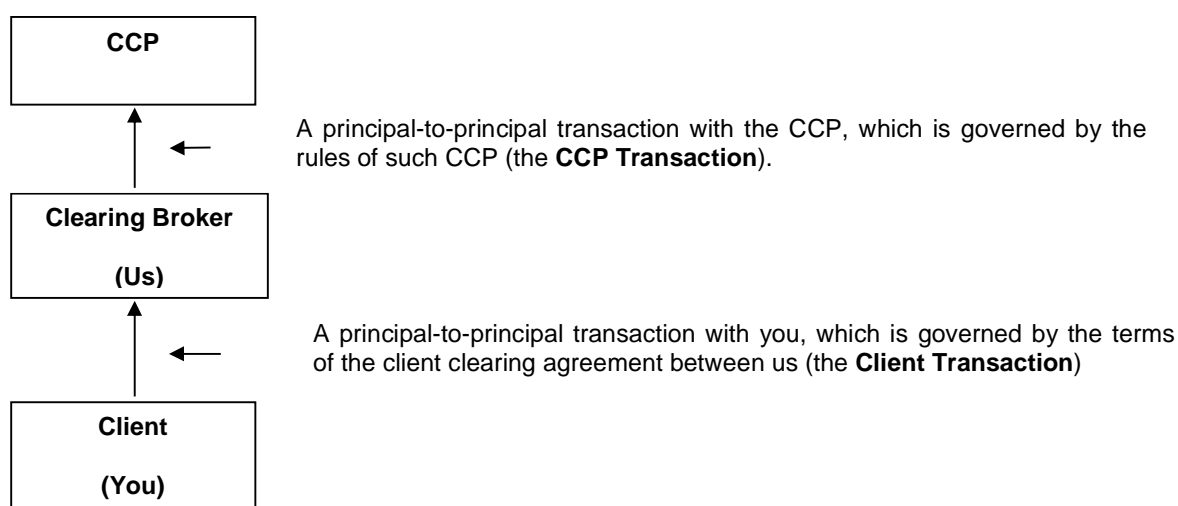 CCP
A principal-to-principal transaction with the CCP, which is governed by the
rules of such CCP (the CCP Transaction).
Clearing Broker
(Us)
A principal-to-principal transaction with you, which is governed by the terms
of the client clearing agreement between us (the Client Transaction)
Client
(You)